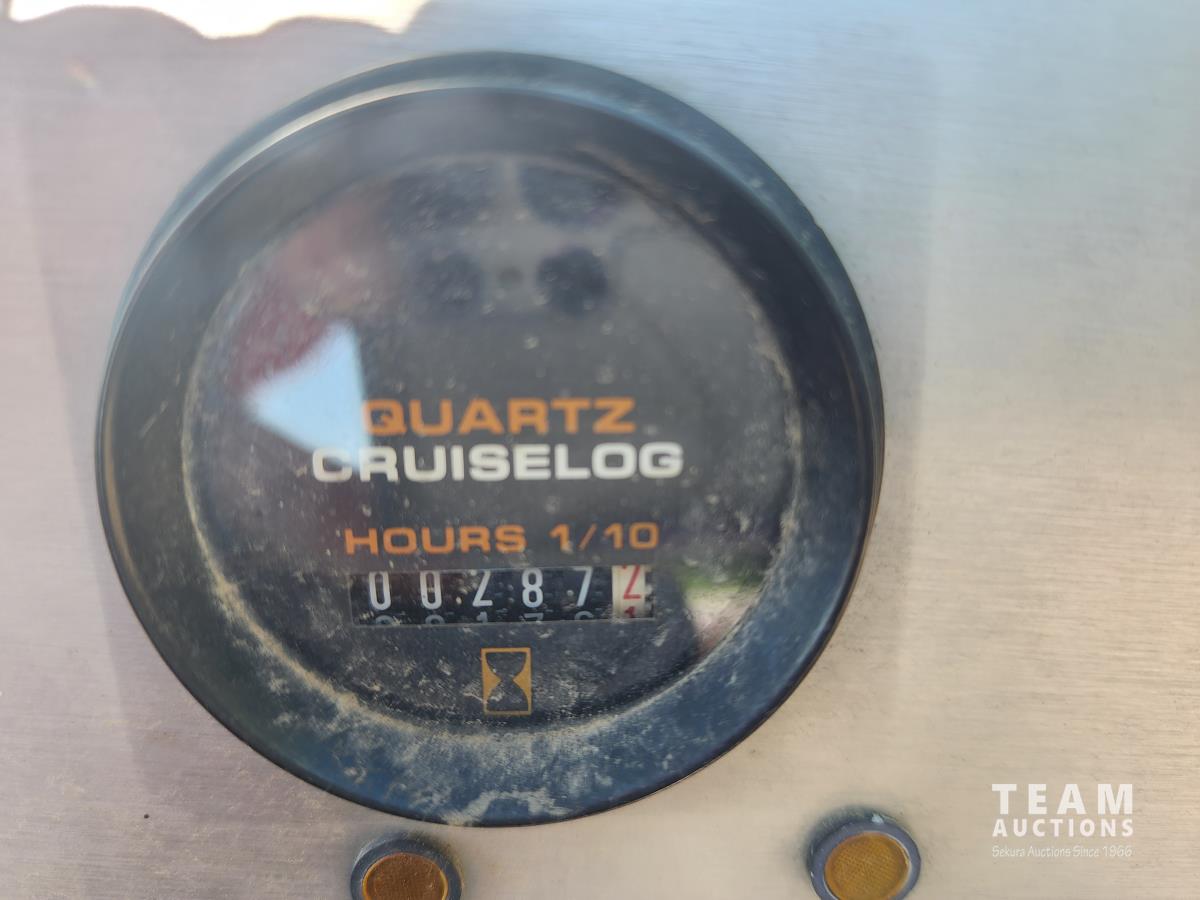 QUARTZ
CRUISELOG
HOURS 1/10
002872
TEAM
AUCTIONS
Sekura Auctions Since 1966